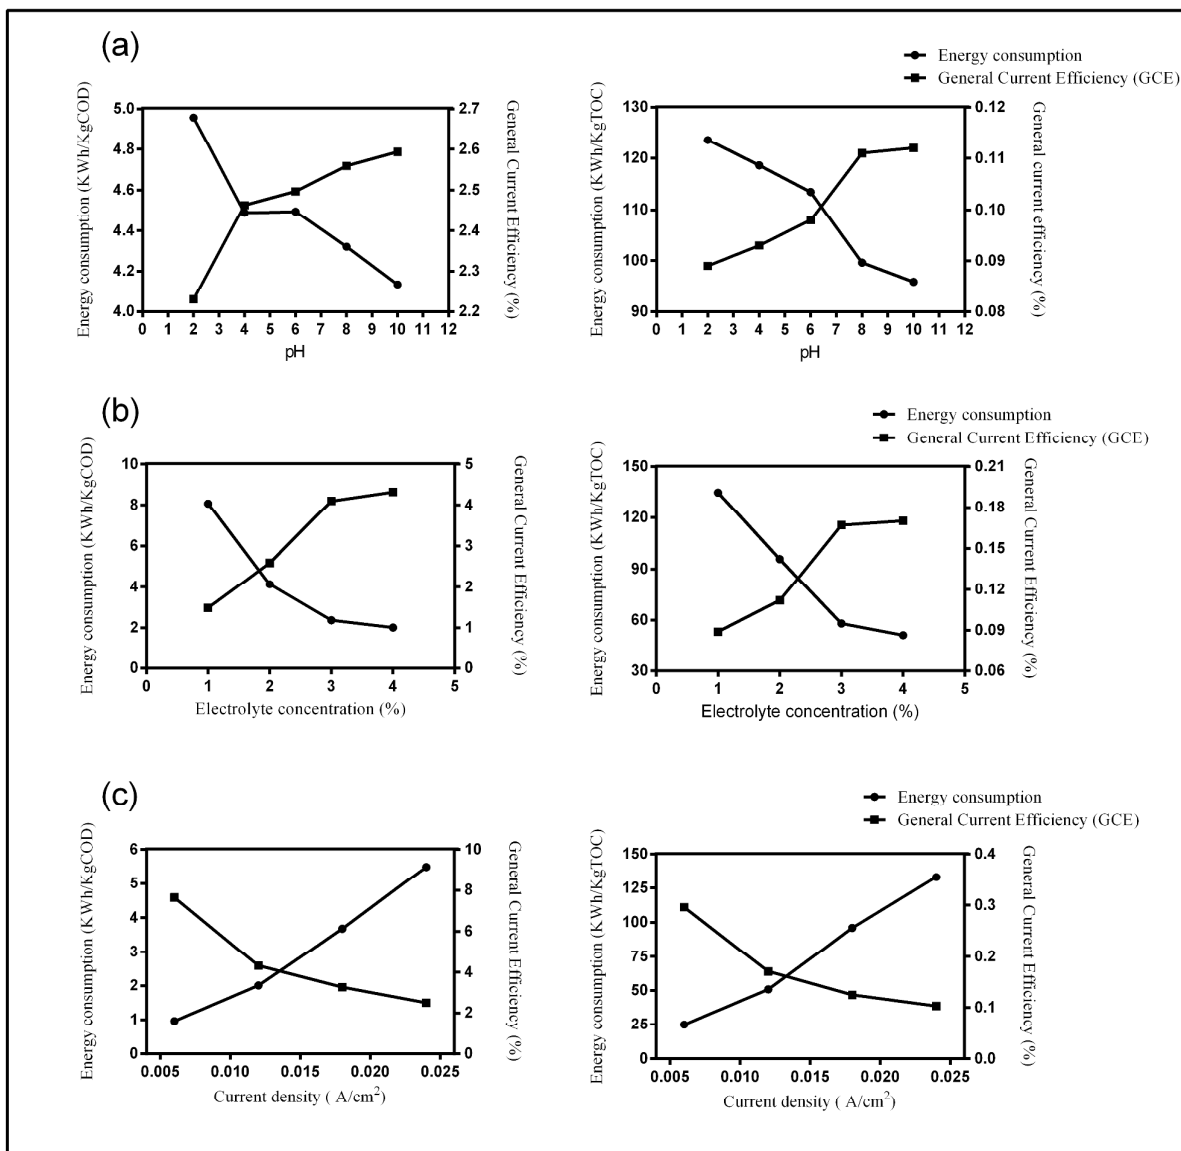 (a)
Energy consumption
General Current Efficiency (GCE)
Energy consumption (KWh/KgCOD)
5.0
4.8
4.6
4.4
4.2
4.0
2.7
2.6
2.5
2.4
2.3
2.2
General Current Efficiency (%)
0 1 2 3 4 5 6 7 8 9 10 11 12
pH
Energy consumption (KWh/KgTOC)
130
120
110
100
90
0.12
0.11
0.10
0.09
0.08
General current efficiency (%)
0 1 2 3 4 5 6 7 8 9 10 11 12
pH
(b)
Energy consumption
General Current Efficiency (GCE)
Energy consumption (KWh/KgCOD)
10
8
6
4
2
0
5
4
3
2
1
0
General Current Efficiency (%)
0 1 2 3 4 5
Electrolyte concentration (%)
Energy consumption (KWh/KgTOC)
150
120
90
60
30
0.21
0.18
0.15
0.12
0.09
0.06
General Current Efficiency (%)
0 1 2 3 4 5
Electrolyte concentration (%)
(c)
Energy consumption
General Current Efficiency (GCE)
Energy consumption (KWh/KgCOD)
6
5
4
3
2
1
0
10
8
6
4
2
0
General Current Efficiency (%)
0.005 0.010 0.015 0.020 0.025
Current density ( A/cm²)
Energy consumption (KWh/KgTOC)
150
125
100
75
50
25
0
0.4
0.3
0.2
0.1
0.0
General Current Efficiency (%)
0.005 0.010 0.015 0.020 0.025
Current density ( A/cm²)